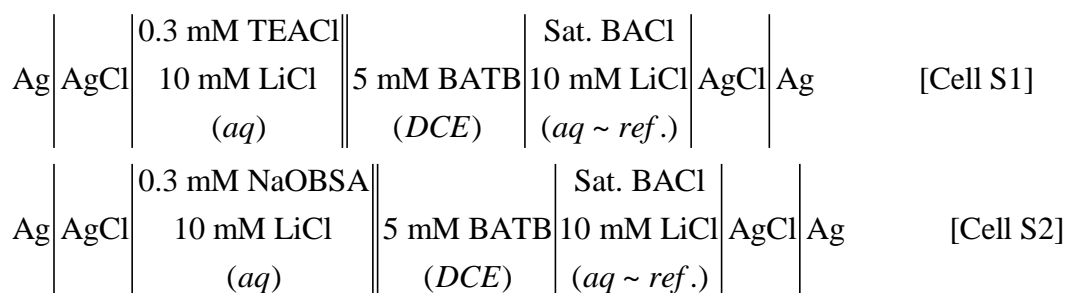 0.3 mM TEACl Sat. BACl
Ag AgCl 10 mM LiCl 5 mM BATB 10 mM LiCl AgCl Ag [Cell S1]
(aq) (DCE) (aq ~ ref.)
0.3 mM NaOBSA Sat. BACl
Ag AgCl 10 mM LiCl 5 mM BATB 10 mM LiCl AgCl Ag [Cell S2]
(aq) (DCE) (aq ~ ref.)